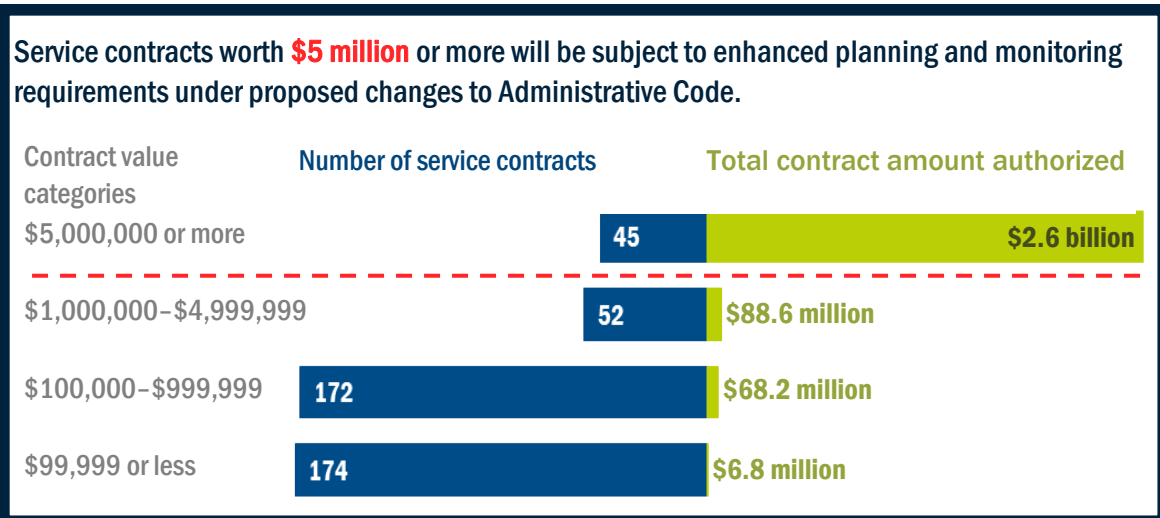 Service contracts worth $5 million or more will be subject to enhanced planning and monitoring
requirements under proposed changes to Administrative Code.
Contract value
categories
Number of service contracts
Total contract amount authorized
$5,000,000 or more
45
$2.6 billion
$1,000,000–$4,999,999
52
$88.6 million
$100,000–$999,999
172
$68.2 million
$99,999 or less
174
$6.8 million